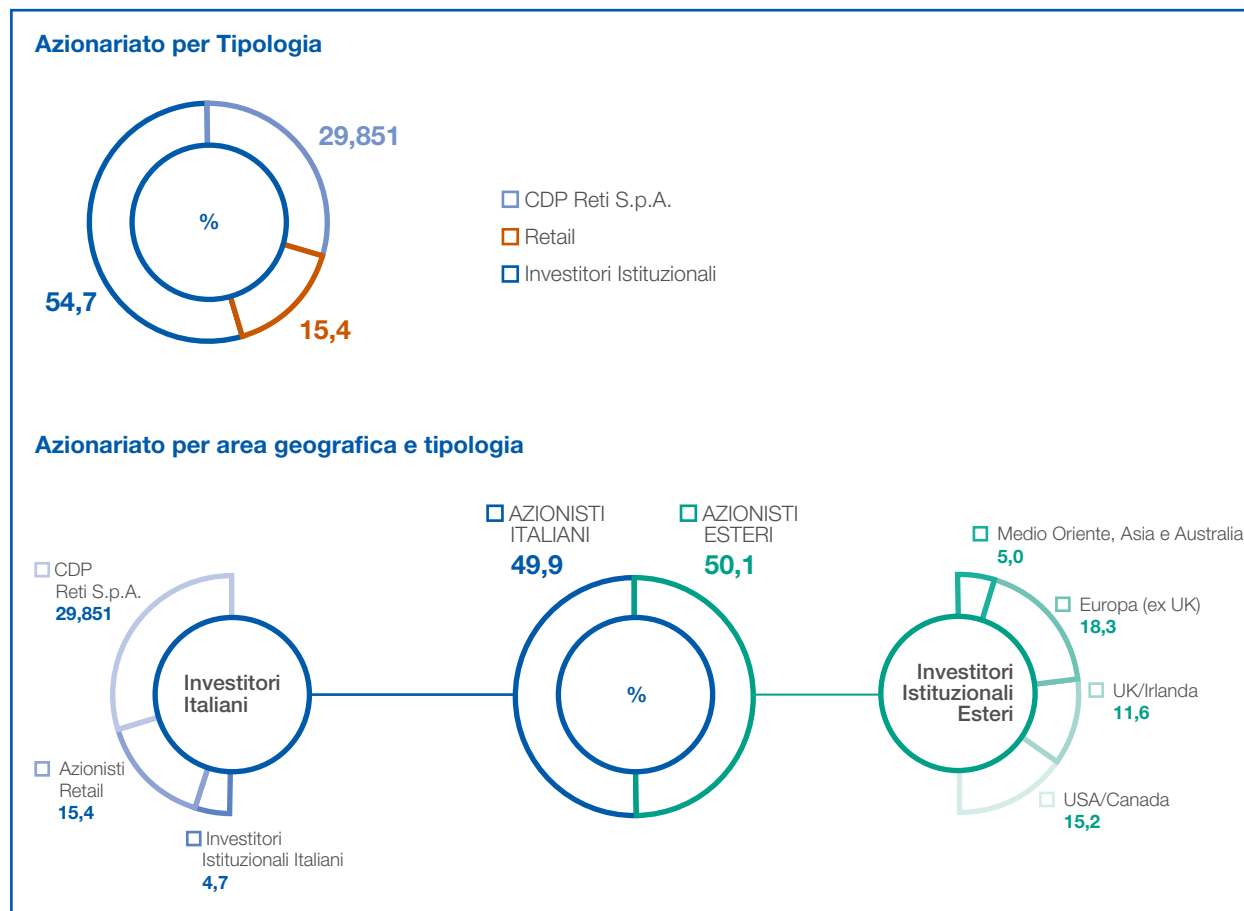 Azionariato per Tipologia
29,851
%
54,7
15,4
CDP Reti S.p.A.
Retail
Investitori Istituzionali
Azionariato per area geografica e tipologia
AZIONISTI
ITALIANI
49,9
AZIONISTI
ESTERI
50,1
CDP
Reti S.p.A.
29,851
Investitori
Italiani
Azionisti
Retail
15,4
Investitori
Istituzionali Italiani
4,7
%
Investitori
Istituzionali
Esteri
Medio Oriente, Asia e Australia
5,0
Europa (ex UK)
18,3
UK/Irlanda
11,6
USA/Canada
15,2